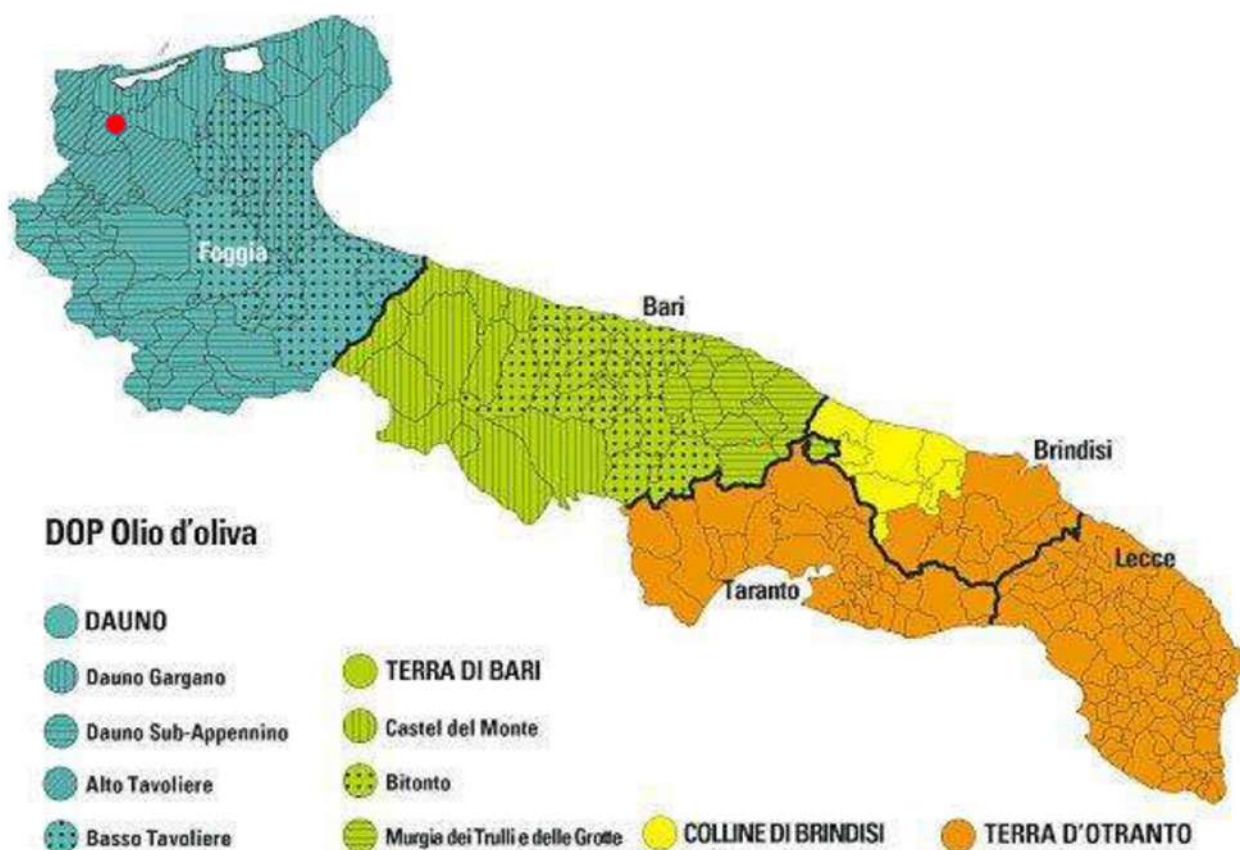 Foggia
Bari
Brindisi
Lecce
Taranto
DOP Olio d'oliva
DAUNO
Dauno Gargano
Dauno Sub-Appennino
Alto Tavoliere
Basso Tavoliere
TERRA DI BARI
Castel del Monte
Bitonto
Murgia dei Trulli e delle Grotte
COLLINE DI BRINDISI
TERRA D'OTRANTO